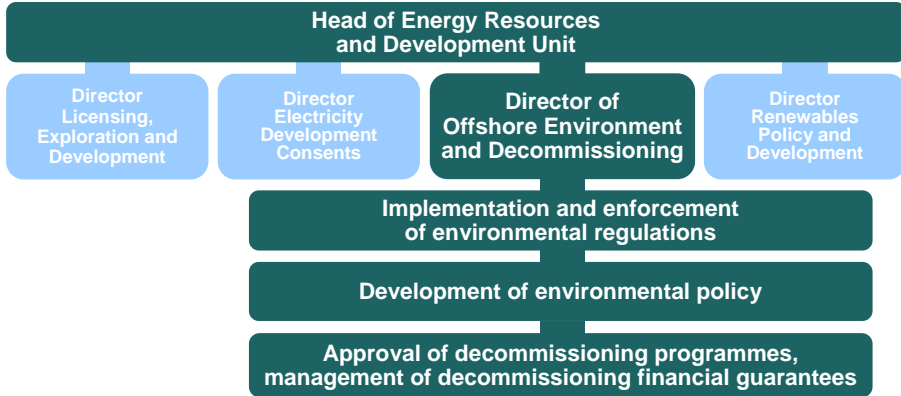 Head of Energy Resources
and Development Unit
Director
Licensing,
Exploration and
Development
Director
Electricity
Development
Consents
Director of
Offshore Environment
and Decommissioning
Director
Renewables
Policy and
Development
Implementation and enforcement
of environmental regulations
Development of environmental policy
Approval of decommissioning programmes,
management of decommissioning financial guarantees